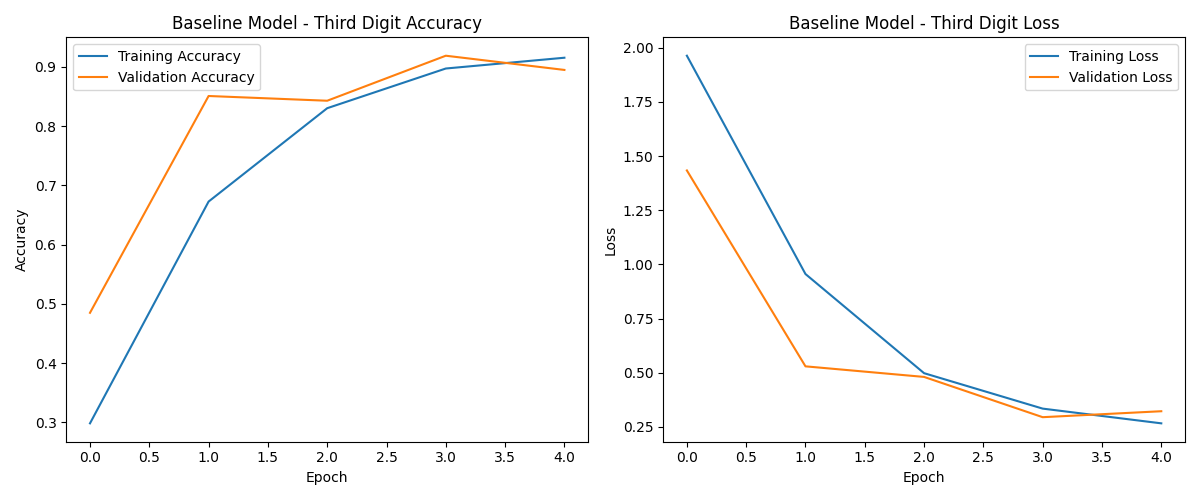 Baseline Model - Third Digit Accuracy
Training Accuracy
Validation Accuracy
Accuracy
0.9
0.8
0.7
0.6
0.5
0.4
0.3
0.0 0.5 1.0 1.5 2.0 2.5 3.0 3.5 4.0
Epoch
Baseline Model - Third Digit Loss
Training Loss
Validation Loss
Loss
2.00
1.75
1.50
1.25
1.00
0.75
0.50
0.25
0.0 0.5 1.0 1.5 2.0 2.5 3.0 3.5 4.0
Epoch